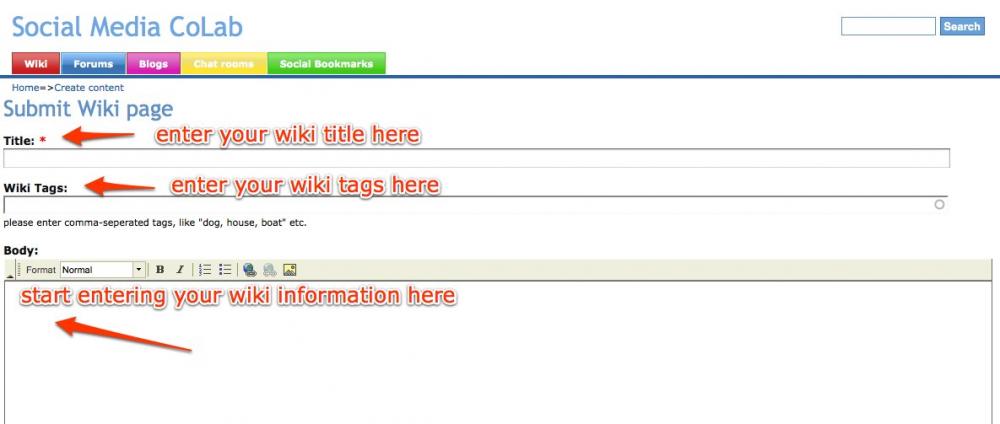 Social Media CoLab
Search
Wiki Forums Blogs Chat rooms Social Bookmarks
Home=>Create content
Submit Wiki page
Title: * enter your wiki title here
Wiki Tags: enter your wiki tags here
please enter comma-seperated tags, like "dog, house, boat" etc.
Body:
Format Normal B I
start entering your wiki information here